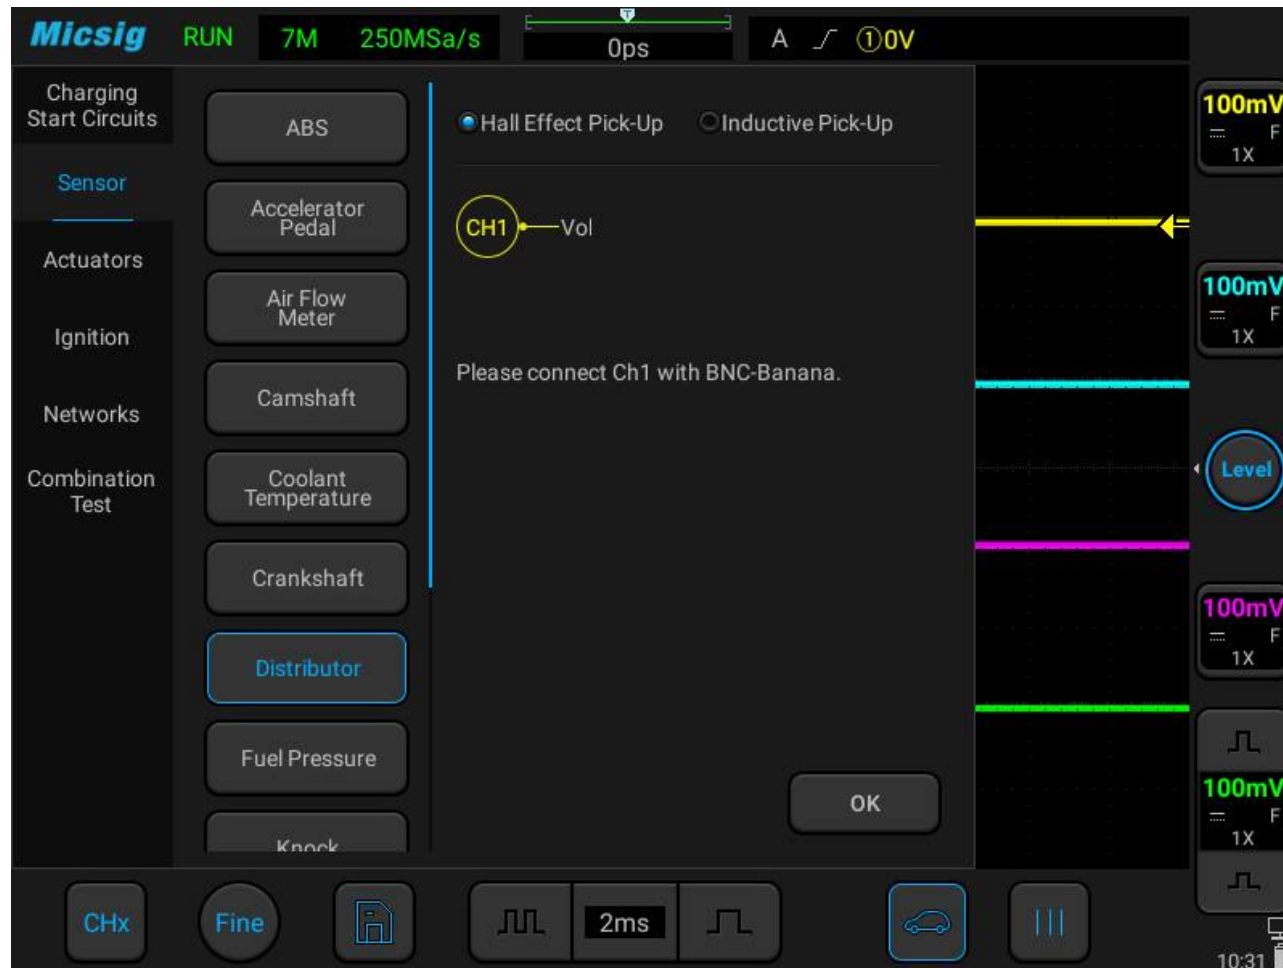 Micsig RUN 7M 250MSa/s T 0ps A ①0V
Charging
Start Circuits
Sensor
Actuators
Ignition
Networks
Combination
Test
ABS
Accelerator
Pedal
Air Flow
Meter
Camshaft
Coolant
Temperature
Crankshaft
Distributor
Fuel Pressure
Knock
Hall Effect Pick-Up Inductive Pick-Up
CH1 Vol
Please connect Ch1 with BNC-Banana.
OK
100mV
F
1X
100mV
F
1X
Level
100mV
F
1X
100mV
F
1X
CHx Fine 2ms
10:31